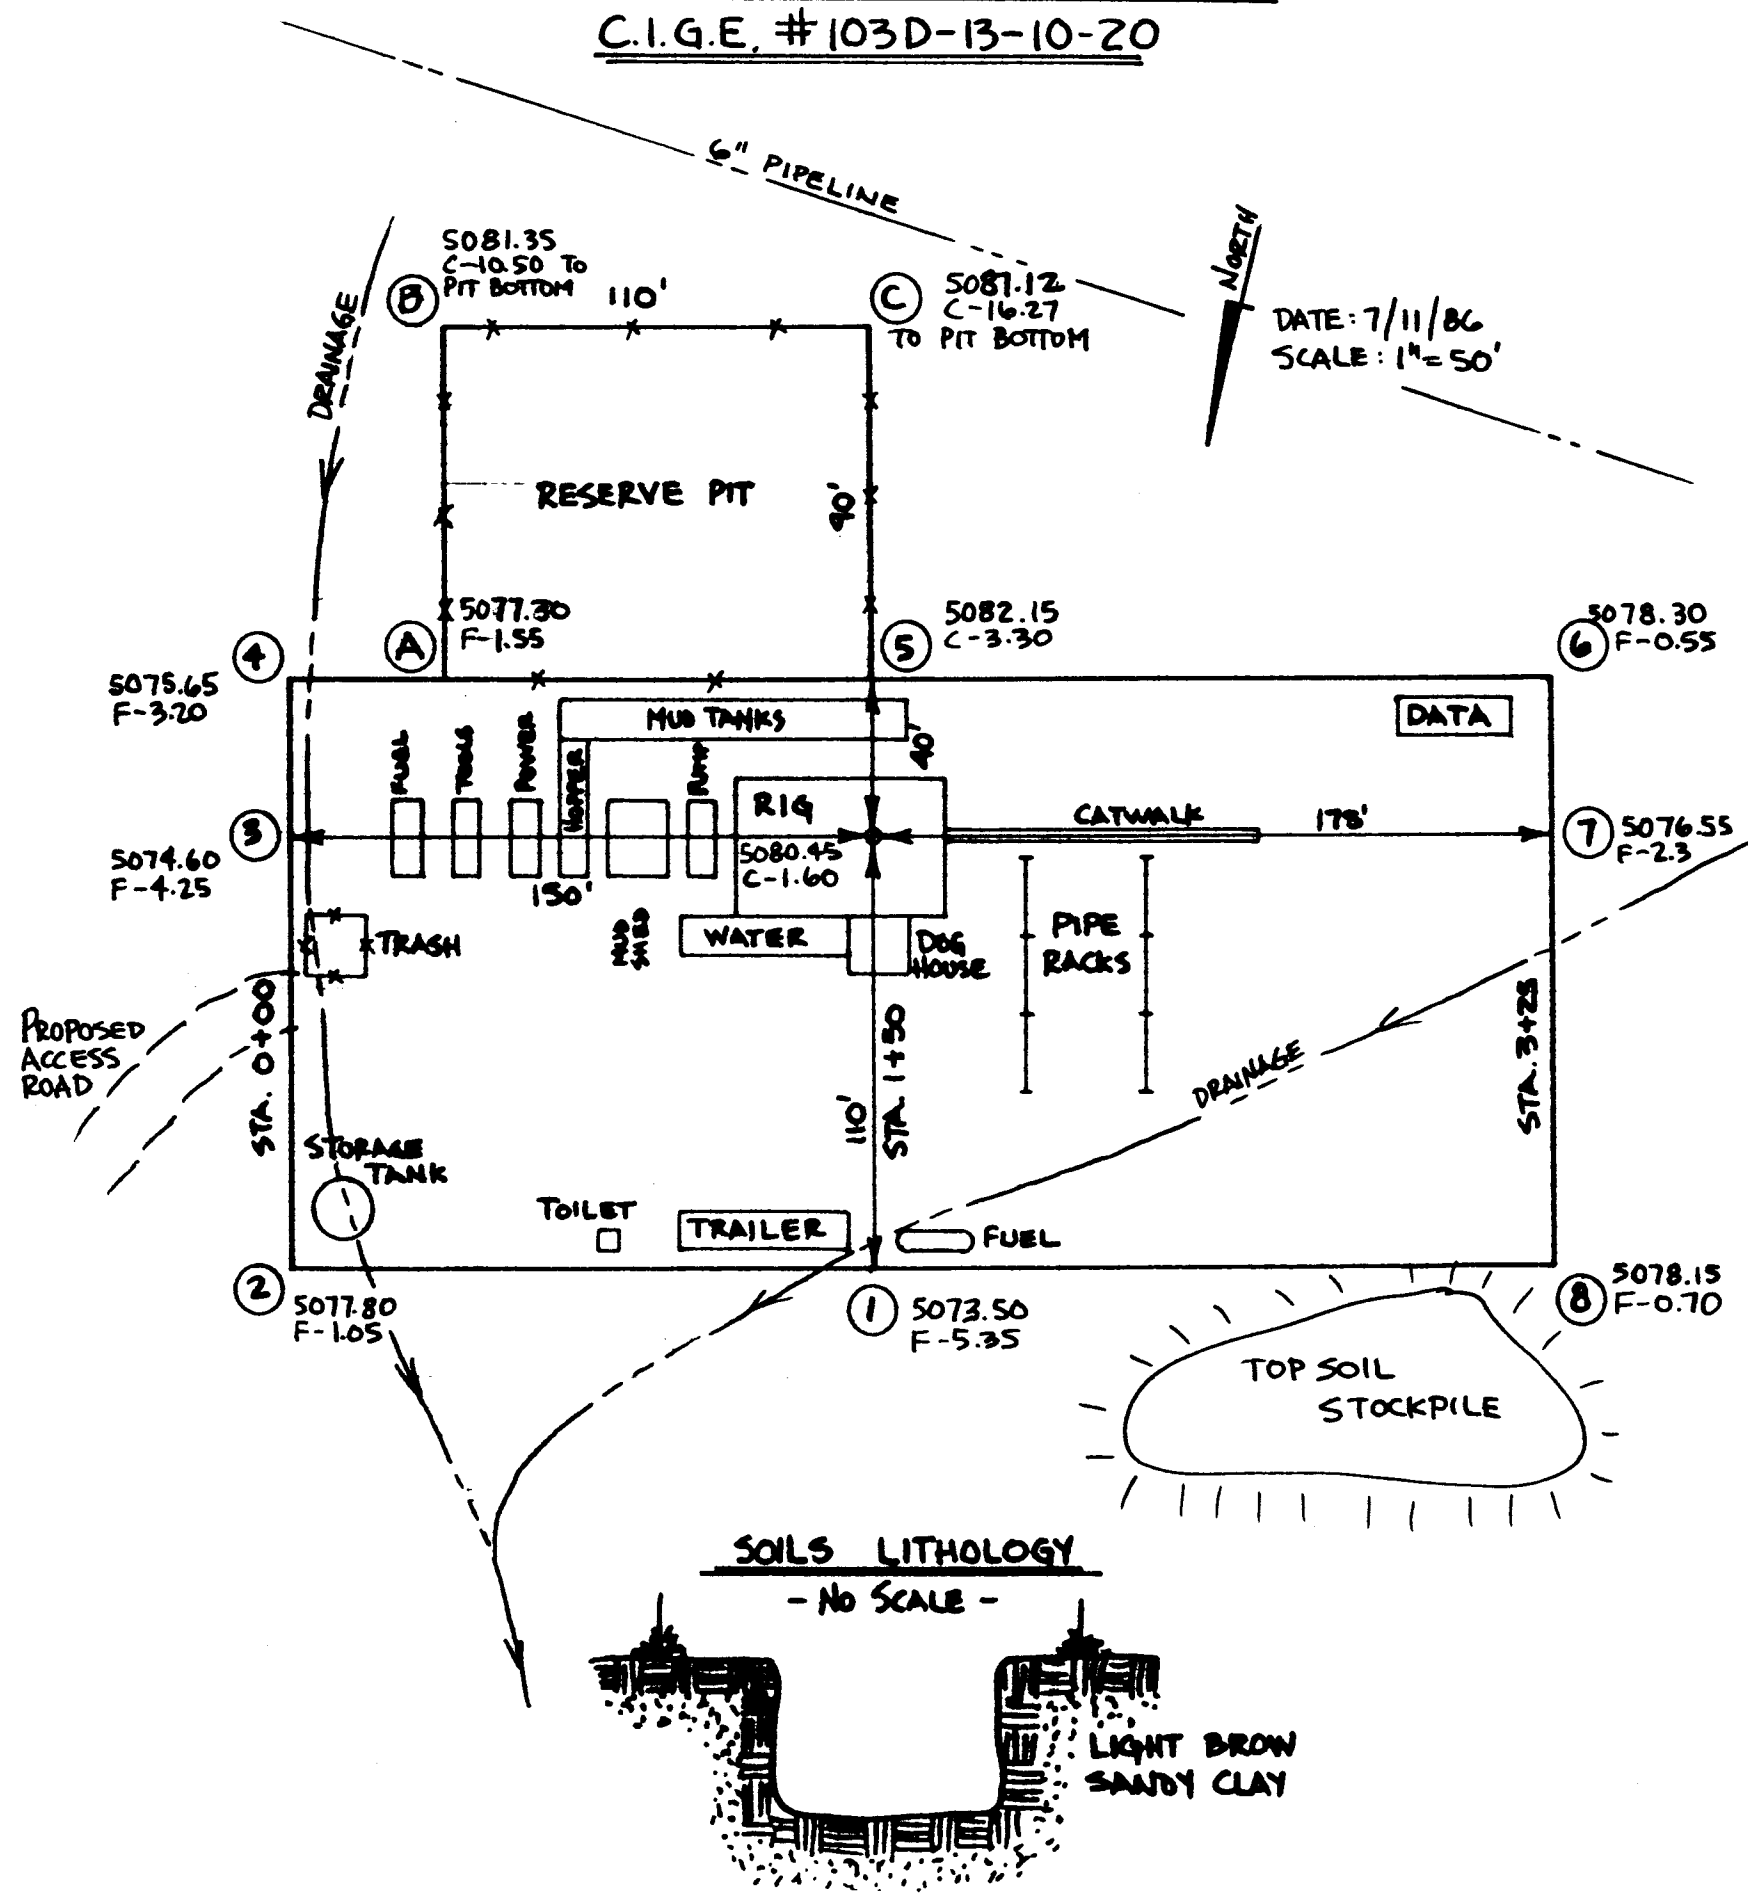 C.I.G.E. #103D-13-10-20
6" PIPELINE
NORTH
DATE: 7/11/86
SCALE: 1"=50'
DRAINAGE
B
5081.35
C-10.50 TO
PIT BOTTOM
110'
C
5087.12
C-16.27
TO PIT BOTTOM
RESERVE PIT
90'
A
5077.30
F-1.55
5
5082.15
C-3.30
6
5078.30
F-0.55
4
5075.65
F-3.20
MUD TANKS
40'
DATA
FUEL
TOOLS
POWER
HOPPER
PUMP
RIG
CATWALK
178'
3
5074.60
F-4.25
5080.45
C-1.60
150'
7
5076.55
F-2.3
TRASH
MUD
SHED
WATER
DOG
HOUSE
PIPE
RACKS
PROPOSED
ACCESS
ROAD
STA. 0+00
110'
STA. 1+50
DRAINAGE
STA. 3+25
STORAGE
TANK
TOILET
TRAILER
FUEL
2
5077.80
F-1.05
1
5073.50
F-5.35
8
5078.15
F-0.70
TOP SOIL
STOCKPILE
SOILS LITHOLOGY
- NO SCALE -
LIGHT BROW
SANDY CLAY